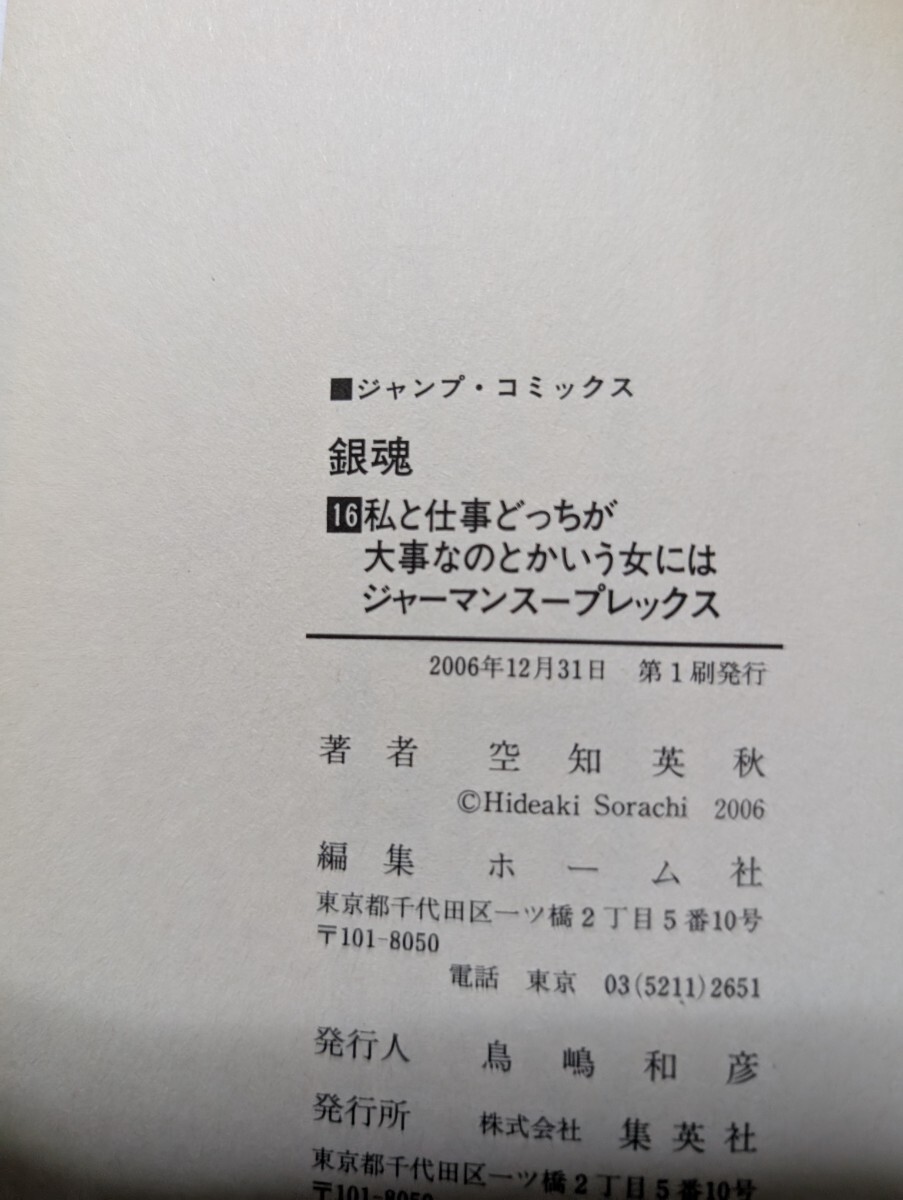 ■ジャンプ・コミックス
銀魂
16私と仕事どっちが
大事なのとかいう女には
ジャーマンスープレックス
2006年12月31日 第1刷発行
著者 空知英秋
©Hideaki Sorachi 2006
編集 ホーム社
東京都千代田区一ツ橋2丁目5番10号
〒101-8050
電話 東京 03(5211)2651
発行人 鳥嶋和彦
発行所 株式会社 集英社
東京都千代田区一ツ橋2丁目5番10号
〒101-8050